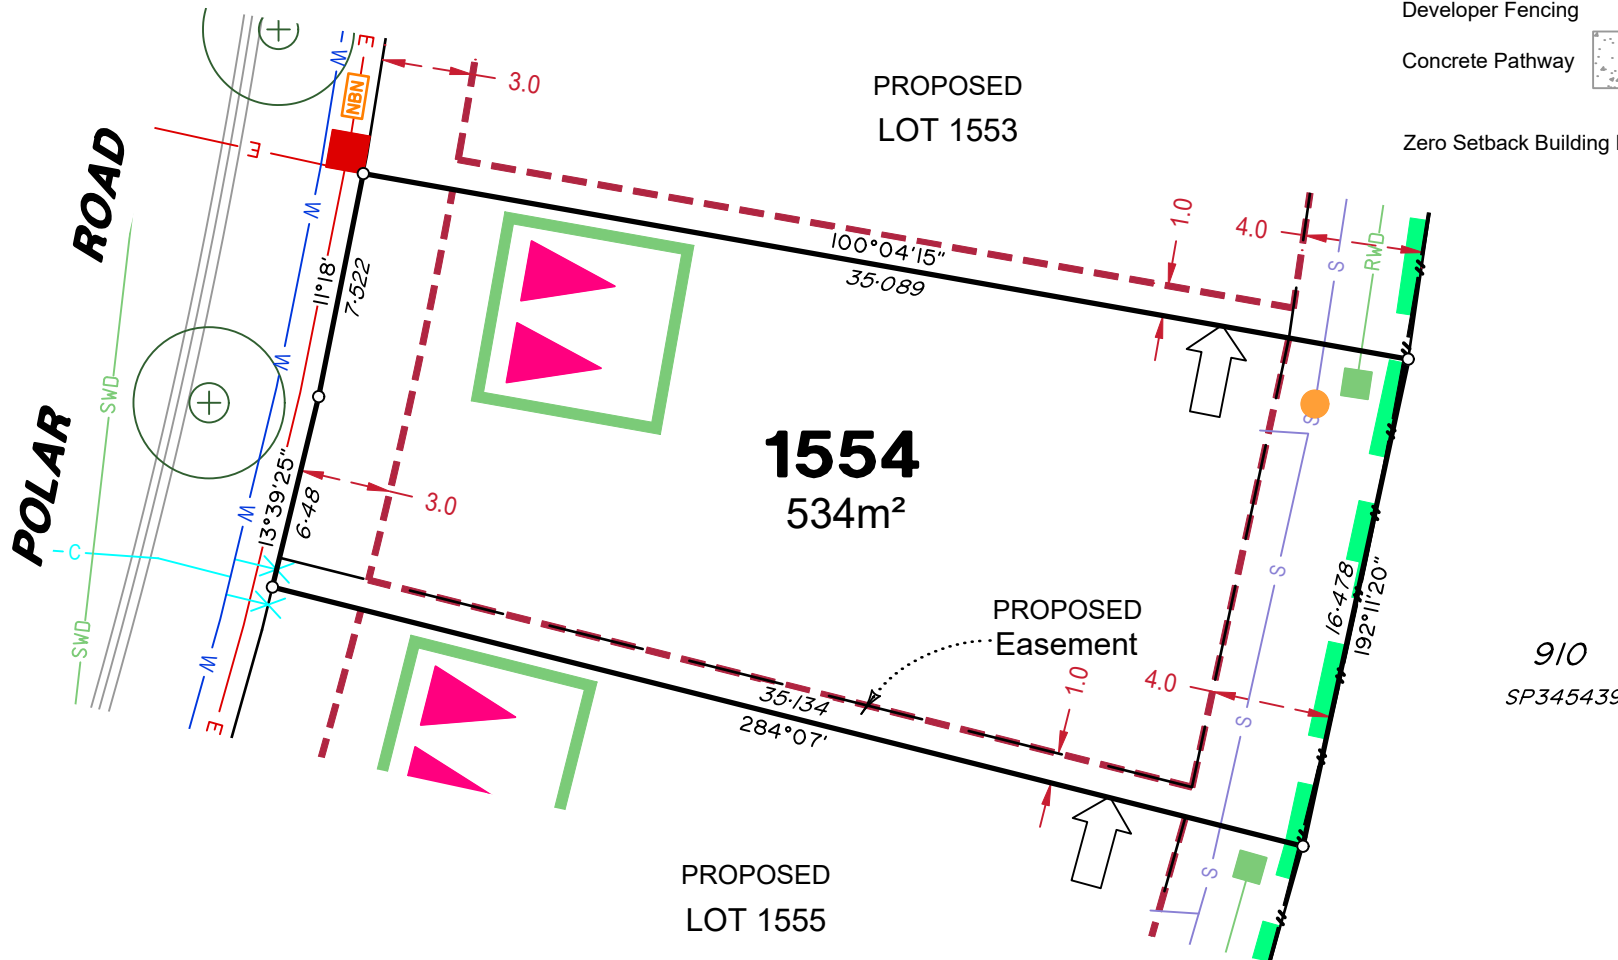 Developer Fencing
Concrete Pathway
Zero Setback Building
W
E
NBN
3.0
PROPOSED
LOT 1553
E
ROAD
W
1.0
4.0
S
RWD
100°04'15"
35·089
11°18'
7·522
W
SWD
S
1554
534m²
POLAR
13°39'25"
6·48
3.0
W
C
S
16·478
192°11'20"
PROPOSED
Easement
SWD
W
E
1.0
4.0
S
35·134
284°07'
910
SP345439
PROPOSED
LOT 1555
S